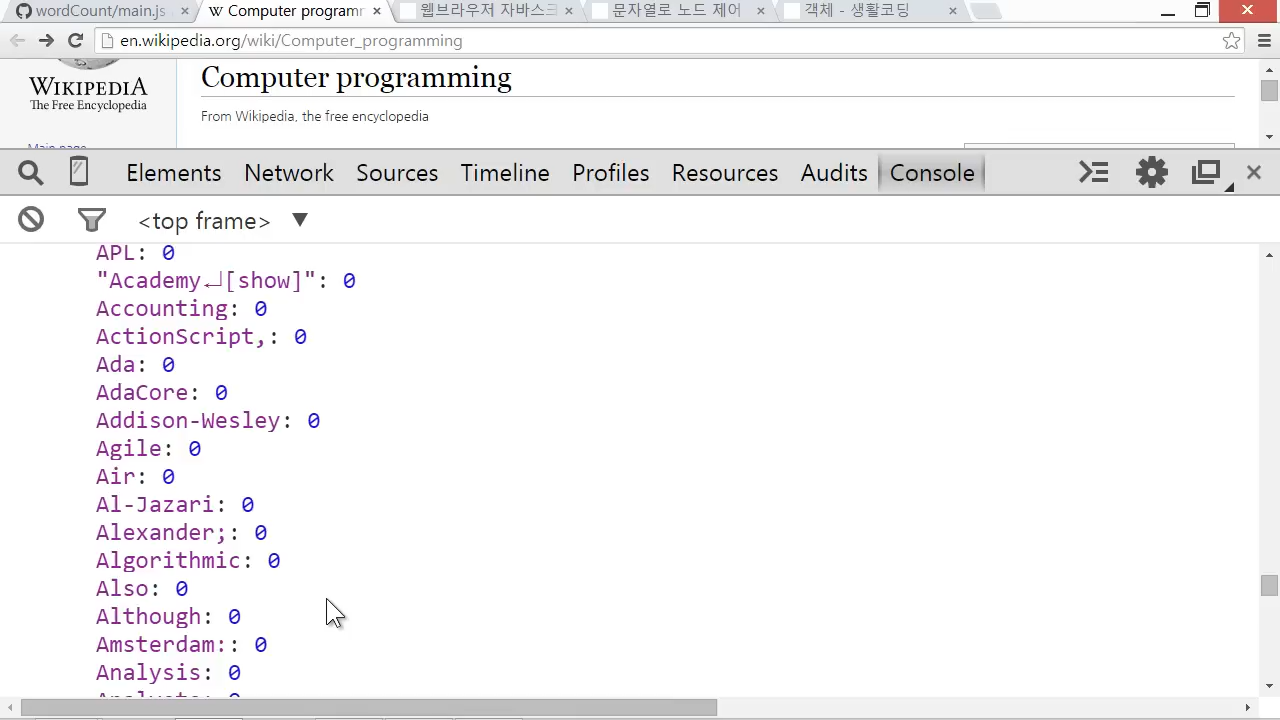 wordCount/main.js
Computer programm
웹브라우저 자바스크
문자열로 노드 제어
객체 - 생활코딩
en.wikipedia.org/wiki/Computer_programming
WIKIPEDIA
The Free Encyclopedia
Main page
Computer programming
From Wikipedia, the free encyclopedia
Elements Network Sources Timeline Profiles Resources Audits Console
<top frame>
APL: 0
"Academy↵[show]": 0
Accounting: 0
ActionScript,: 0
Ada: 0
AdaCore: 0
Addison-Wesley: 0
Agile: 0
Air: 0
Al-Jazari: 0
Alexander;: 0
Algorithmic: 0
Also: 0
Although: 0
Amsterdam:: 0
Analysis: 0